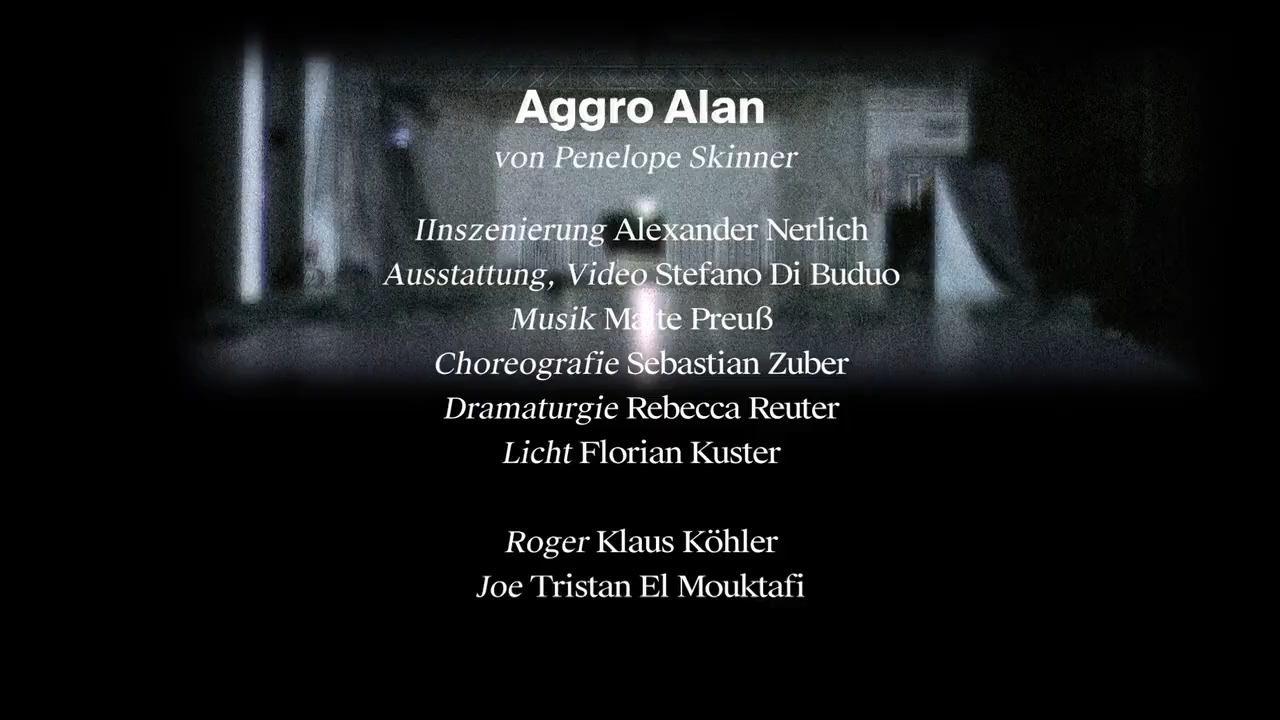 Aggro Alan
von Penelope Skinner
IInszenierung Alexander Nerlich
Ausstattung, Video Stefano Di Buduo
Musik Malte Preuß
Choreografie Sebastian Zuber
Dramaturgie Rebecca Reuter
Licht Florian Kuster
Roger Klaus Köhler
Joe Tristan El Mouktafi